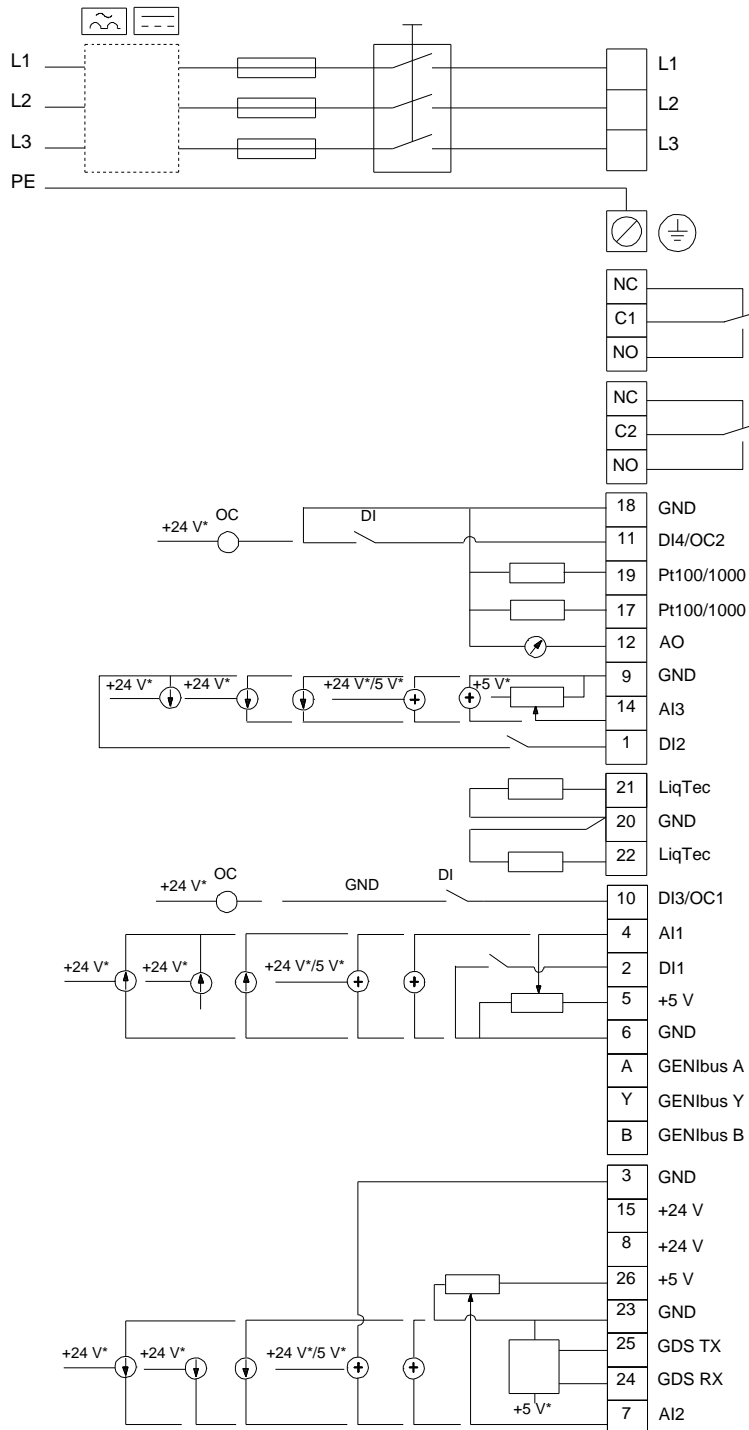 L1 L1
L2 L2
L3 L3
PE
NC
C1
NO
NC
C2
NO
18 GND
+24 V* OC DI 11 DI4/OC2
19 Pt100/1000
17 Pt100/1000
12 AO
9 GND
+24 V* +24 V* +24 V*/5 V* +5 V*
14 AI3
1 DI2
21 LiqTec
20 GND
22 LiqTec
+24 V* OC GND DI 10 DI3/OC1
4 AI1
+24 V* +24 V* +24 V*/5 V* 2 DI1
5 +5 V
6 GND
A GENIbus A
Y GENIbus Y
B GENIbus B
3 GND
15 +24 V
8 +24 V
26 +5 V
23 GND
25 GDS TX
+24 V* +24 V* +24 V*/5 V*
24 GDS RX
+5 V*
7 AI2